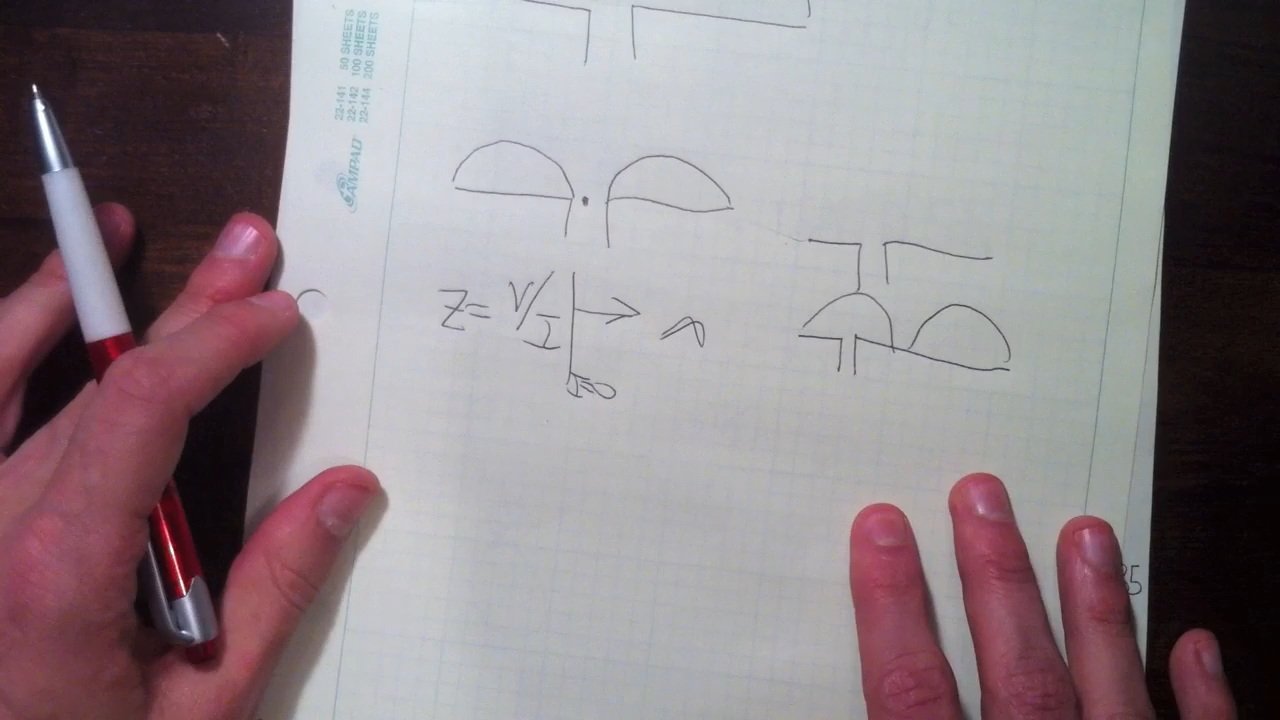 22-141 50 SHEETS
22-142 100 SHEETS
22-144 200 SHEETS
AMPAD
Z= V/I
I=0